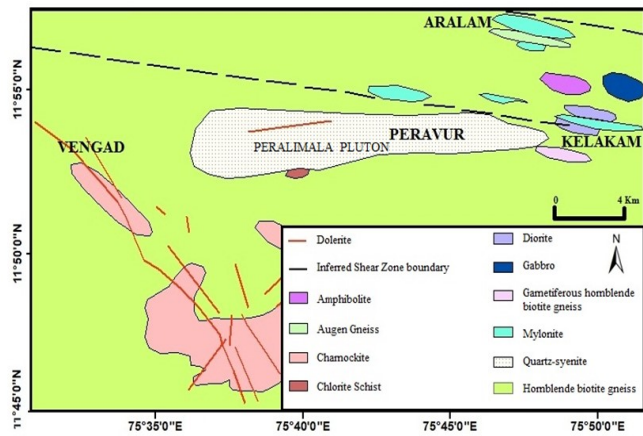 ARALAM
11°55'0"N
VENGAD
PERAVUR
PERALIMALA PLUTON
KELAKAM
0 4 Km
11°50'0"N
11°45'0"N
Dolerite
Inferred Shear Zone boundary
Amphibolite
Augen Gneiss
Charnockite
Chlorite Schist
Diorite
Gabbro
Garnetiferous hornblende
biotite gneiss
Mylonite
Quartz-syenite
Hornblende biotite gneiss
N
75°35'0"E
75°40'0"E
75°45'0"E
75°50'0"E